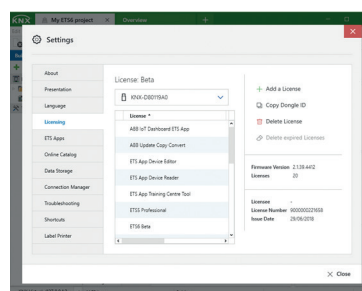 KNX
My ETS6 project
Overview
Settings
About
Presentation
Language
Licensing
ETS Apps
Online Catalog
Data Storage
Connection Manager
Troubleshooting
Shortcuts
Label Printer
License: Beta
KNX-DB0119A0
License
ABB IoT Dashboard ETS App
ABB Update Copy Convert
ETS App Device Editor
ETS App Device Reader
ETS App Training Centre Tool
ETS5 Professional
ETS6 Beta
Add a License
Copy Dongle ID
Delete License
Delete expired Licenses
Firmware Version 2.1.38.4412
Licenses 20
Licensee -
License Number
Issue Date 29/06/2018
Close